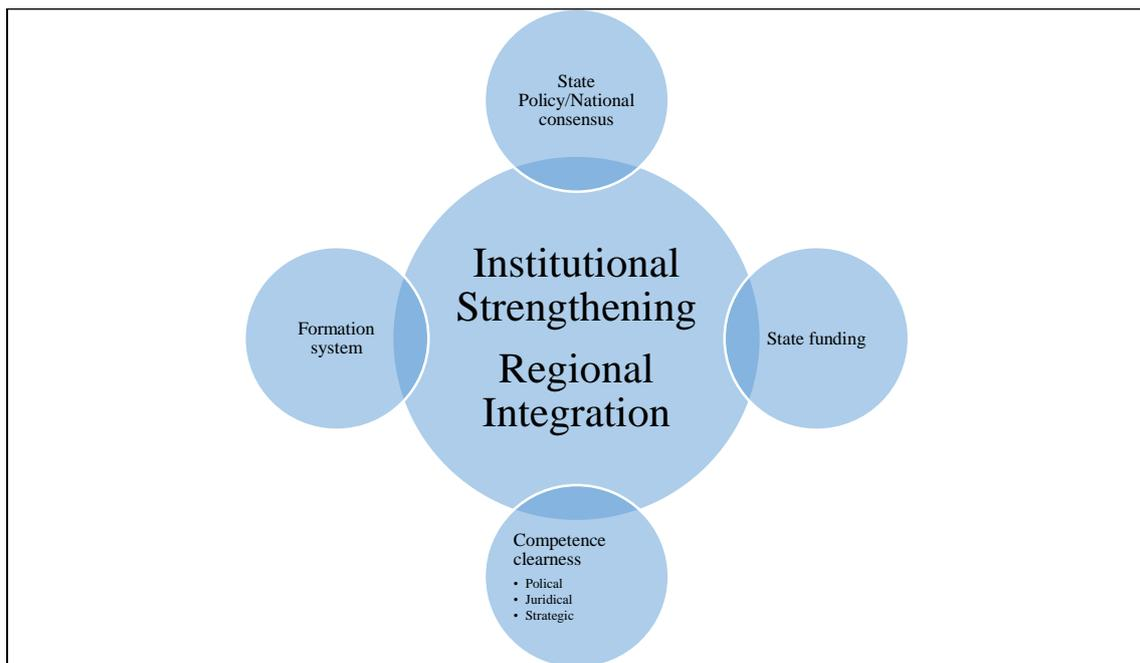 State
Policy/National
consensus
Institutional
Strengthening
Regional
Integration
Formation
system
State funding
Competence
clearness
• Polical
• Juridical
• Strategic